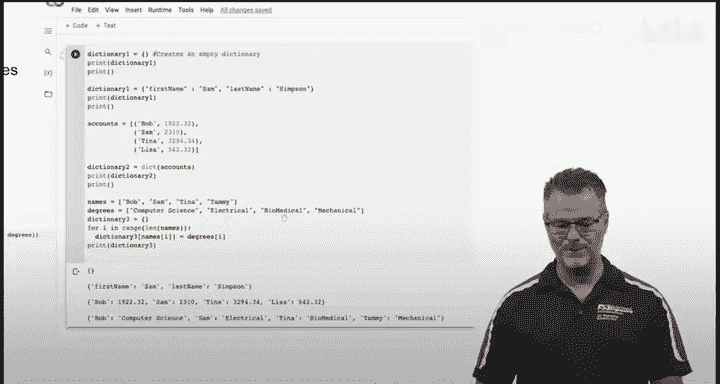 File Edit View Insert Runtime Tools Help All changes saved
+ Code + Text
es
dictionary1 = {} #Creates an empty dictionary
print(dictionary1)
print()
dictionary1 = {"firstName" : "Sam", "lastName" : "Simpson"}
print(dictionary1)
print()
accounts = [('Bob', 1922.32),
('Sam', 2310),
('Tina', 3294.34),
('Lisa', 542.32)]
dictionary2 = dict(accounts)
print(dictionary2)
print()
names = ["Bob", "Sam", "Tina", "Tammy"]
degrees = ["Computer Science", "Electrical", "BioMedical", "Mechanical"]
dictionary3 = {}
for i in range(len(names)):
dictionary3[names[i]] = degrees[i]
print(dictionary3)
degrees))
{}
{'firstName': 'Sam', 'lastName': 'Simpson'}
{'Bob': 1922.32, 'Sam': 2310, 'Tina': 3294.34, 'Lisa': 542.32}
{'Bob': 'Computer Science', 'Sam': 'Electrical', 'Tina': 'BioMedical', 'Tammy': 'Mechanical'}